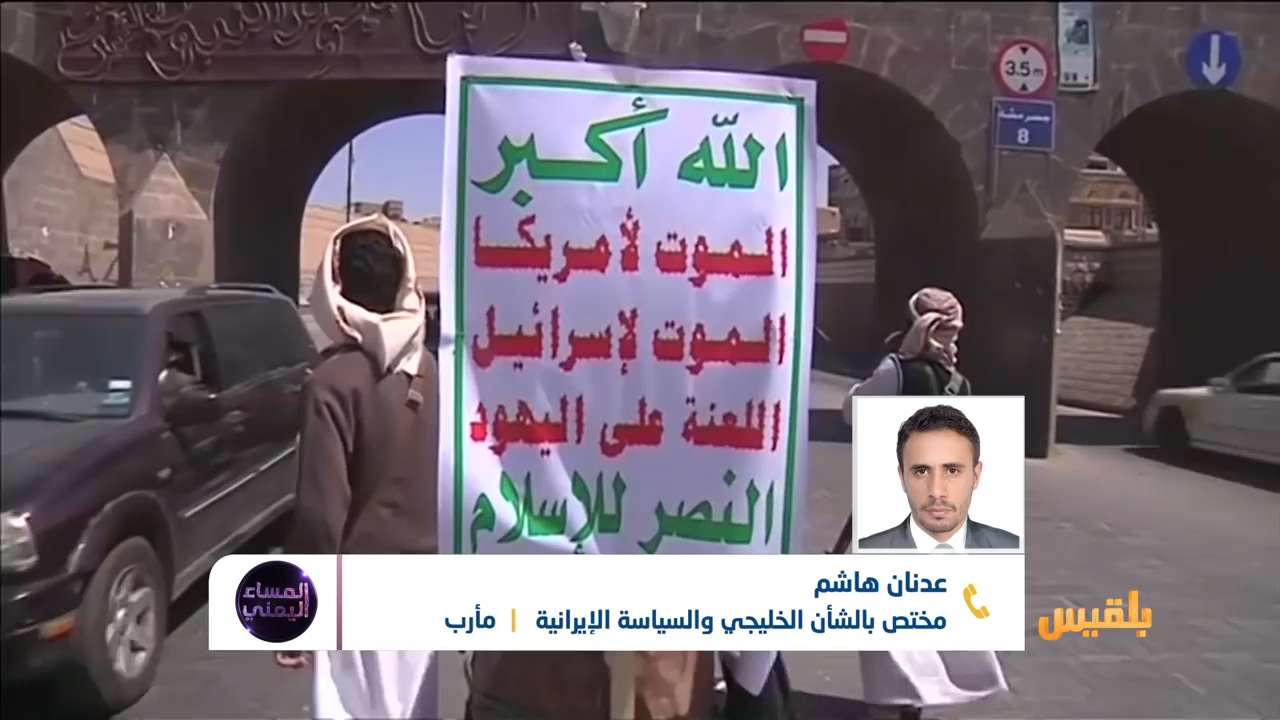 3.5 m
8
الله أكبر
الموت لأمريكا
الموت لإسرائيل
اللعنة على اليهود
النصر للإسلام
عدنان هاشم
مختص بالشأن الخليجي والسياسة الإيرانية | مأرب
المساء
اليمني
بلقيس